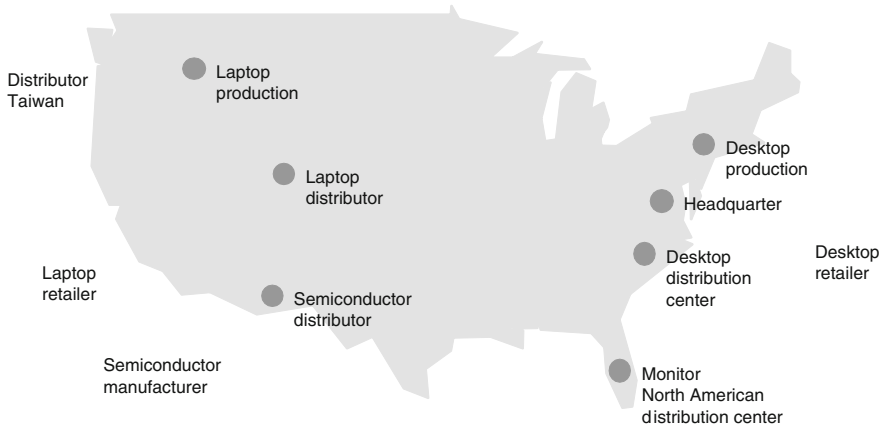 Distributor
Taiwan
Laptop
production
Desktop
production
Laptop
distributor
Headquarter
Laptop
retailer
Desktop
distribution
center
Desktop
retailer
Semiconductor
distributor
Semiconductor
manufacturer
Monitor
North American
distribution center